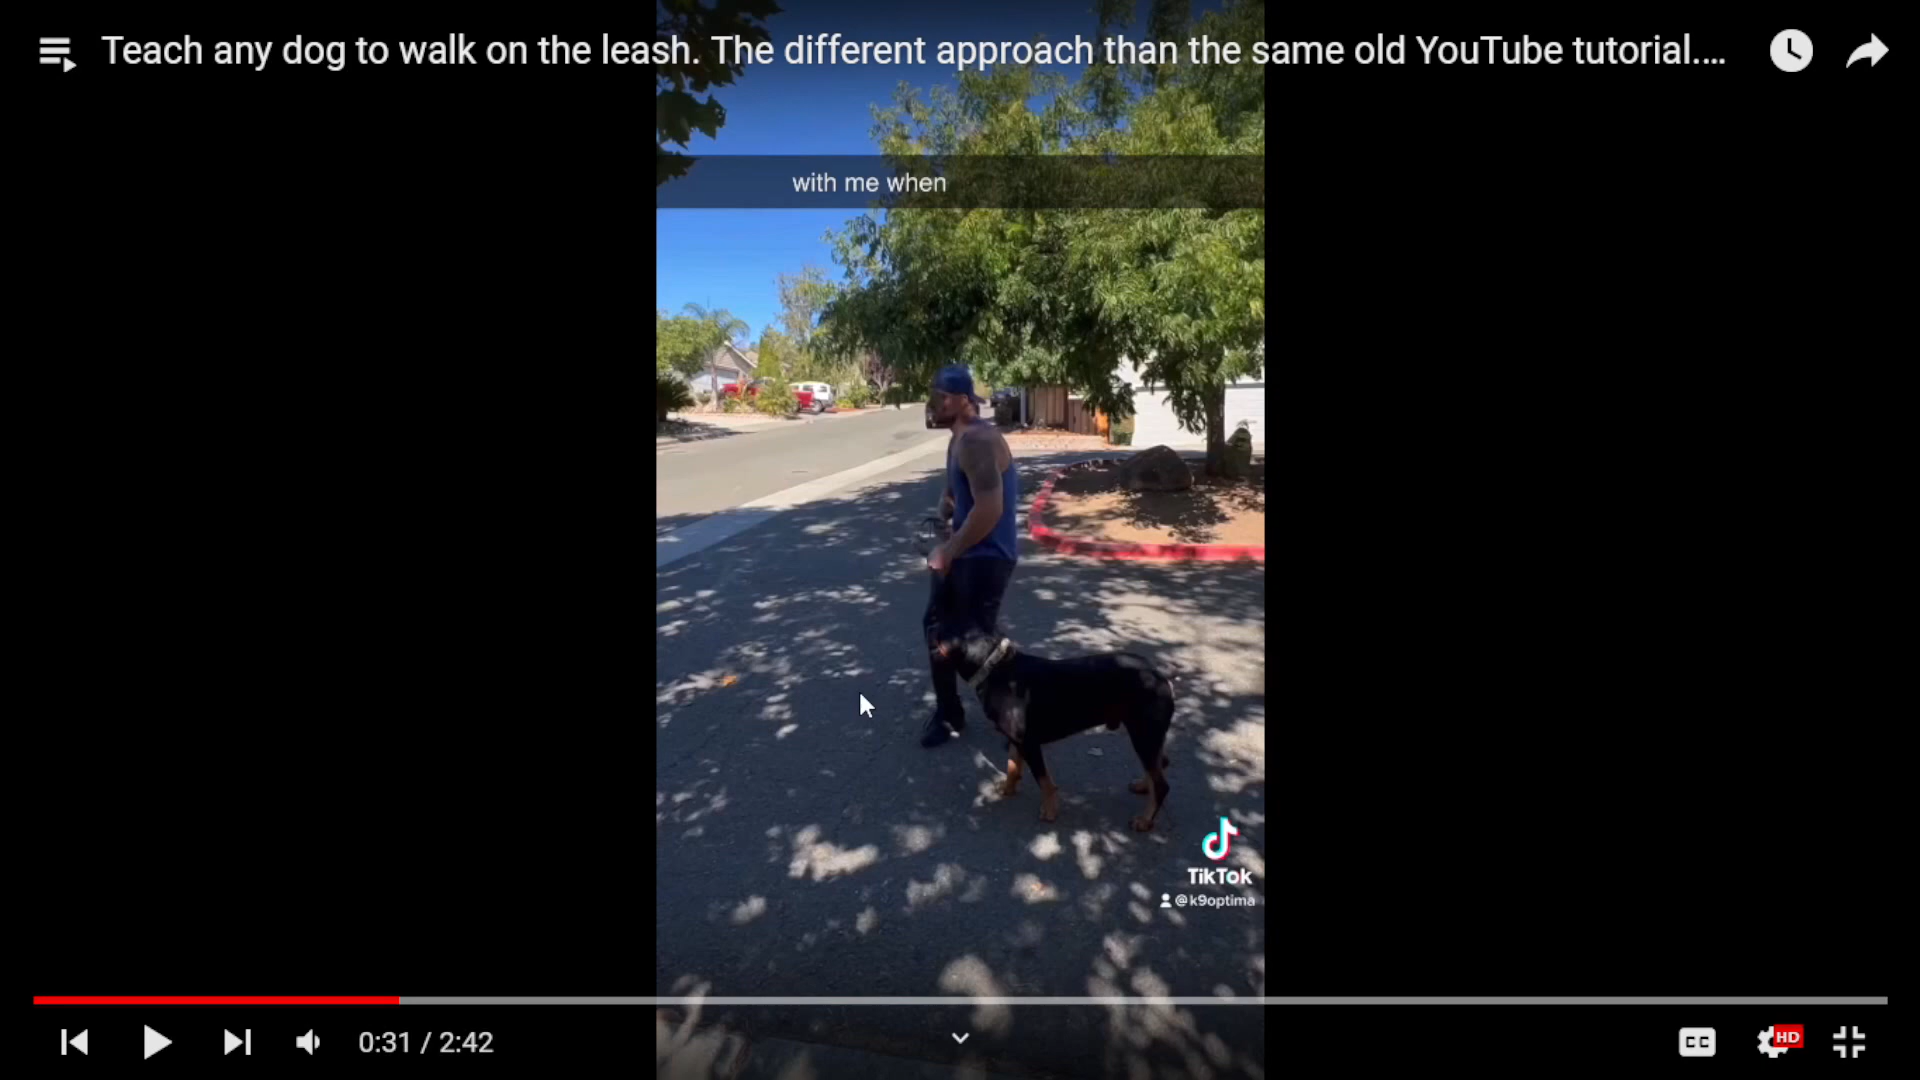 Teach any dog to walk on the leash. The different approach than the same old YouTube tutorial....
with me when
TikTok
@k9optima
0:31 / 2:42
CC
HD